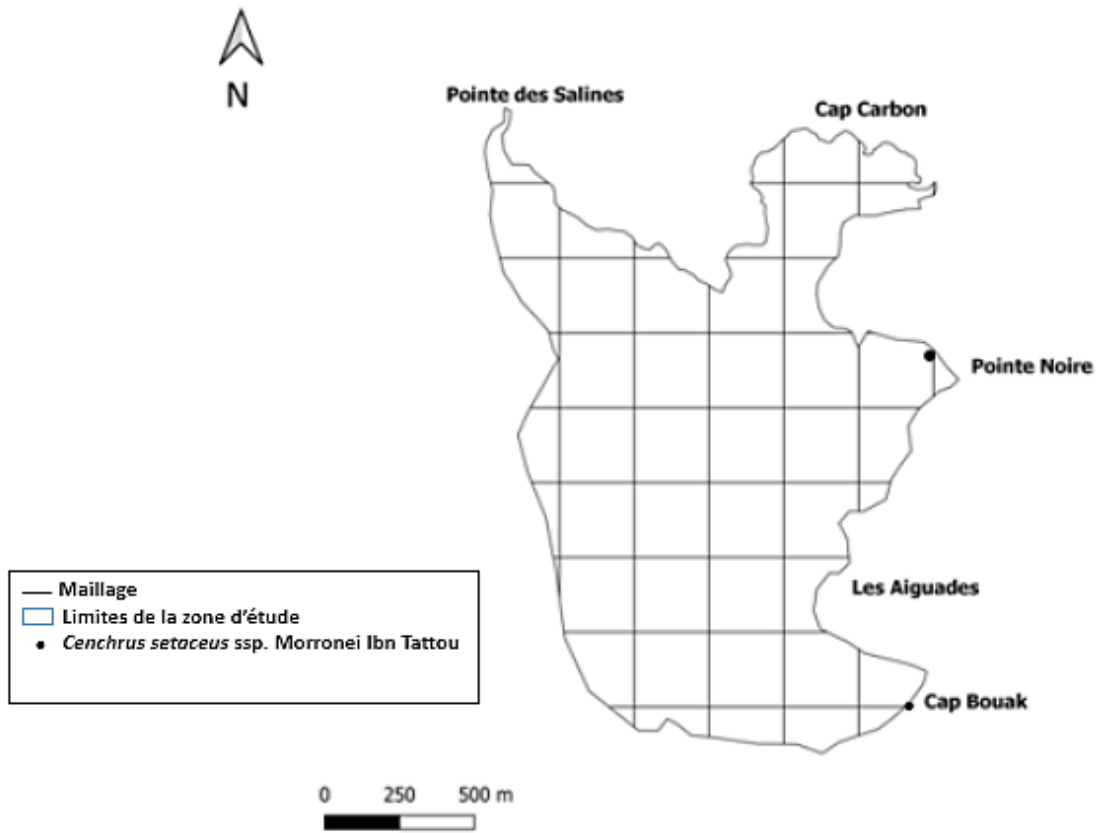 N
Pointe des Salines
Cap Carbon
Pointe Noire
Maillage
Limites de la zone d'étude
Cenchrus setaceus ssp. Morronei Ibn Tattou
Les Aiguades
Cap Bouak
0 250 500 m